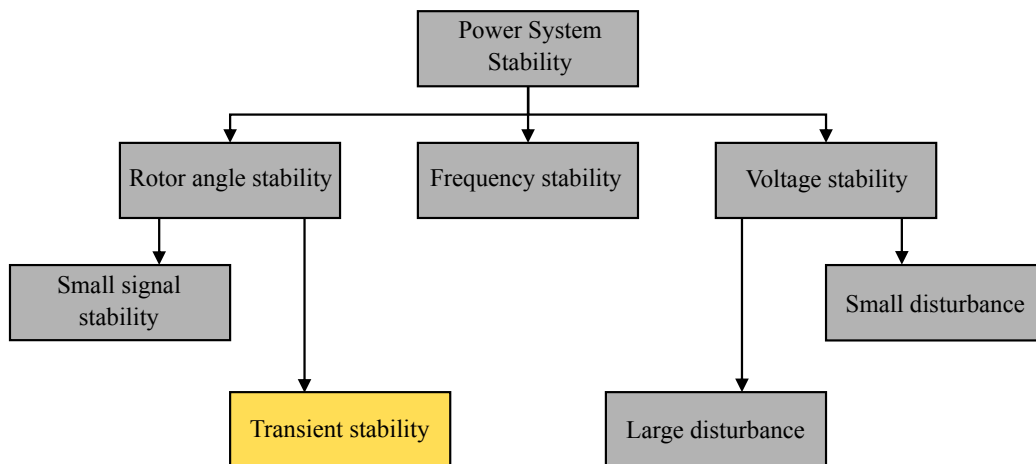 Power System
Stability
Rotor angle stability
Frequency stability
Voltage stability
Small signal
stability
Small disturbance
Transient stability
Large disturbance